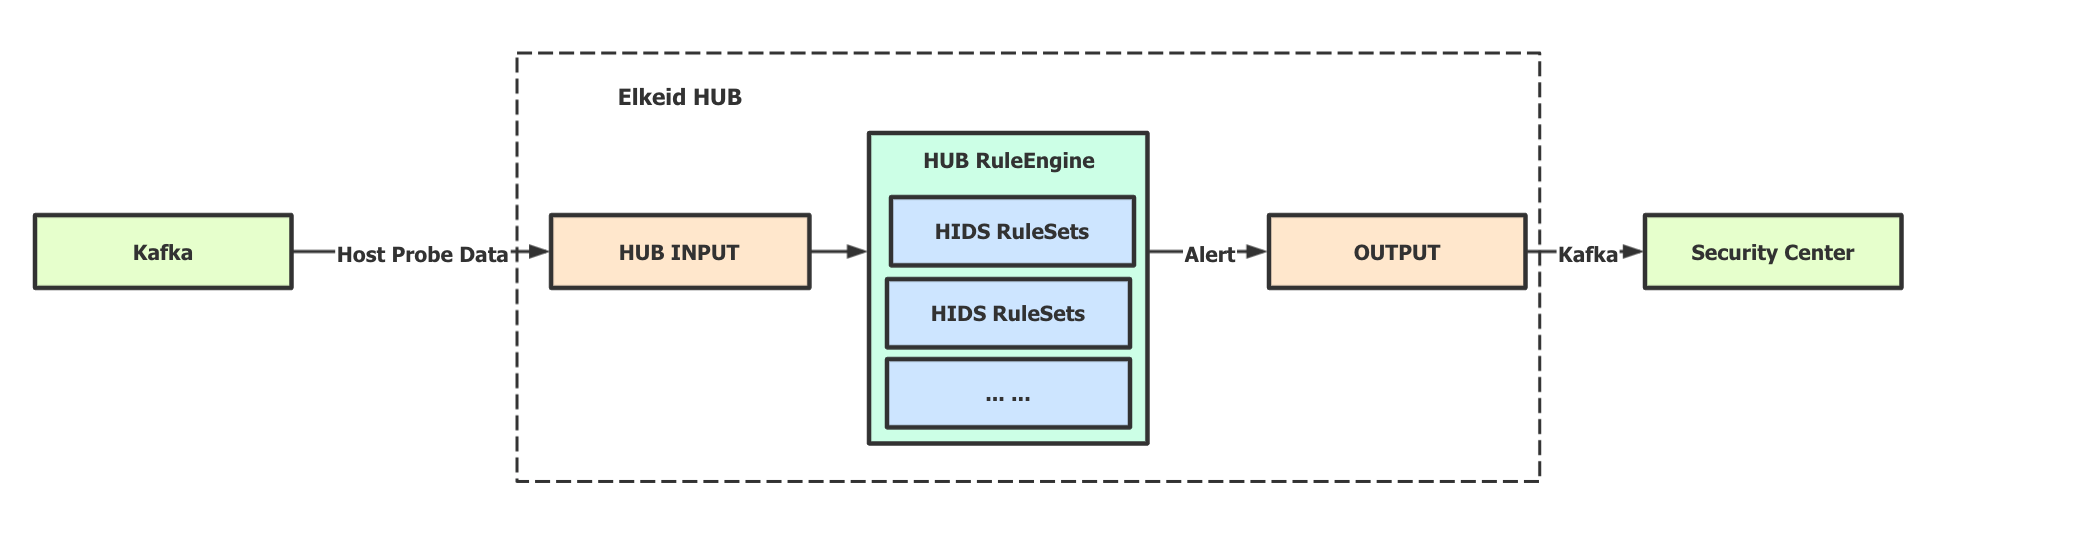 Elkeid HUB
HUB RuleEngine
Kafka
Host Probe Data
HUB INPUT
HIDS RuleSets
HIDS RuleSets
... ...
Alert
OUTPUT
Kafka
Security Center